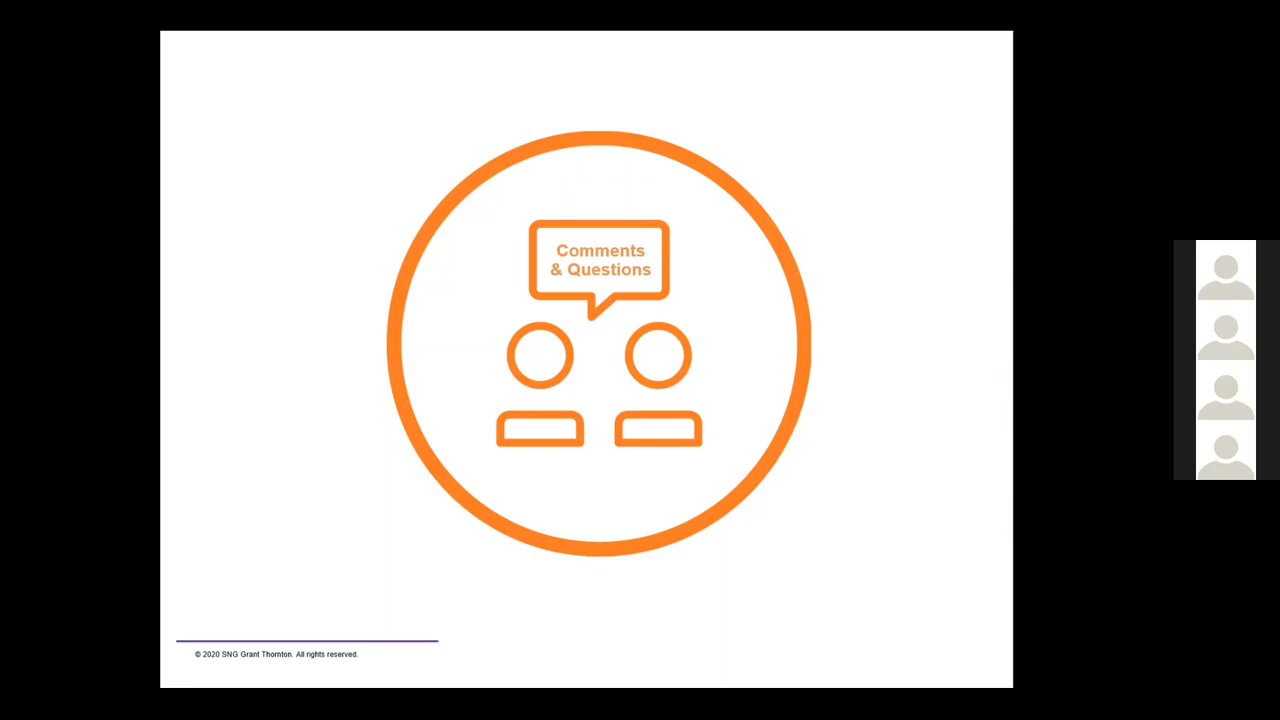 Comments
& Questions
© 2020 SNG Grant Thornton. All rights reserved.